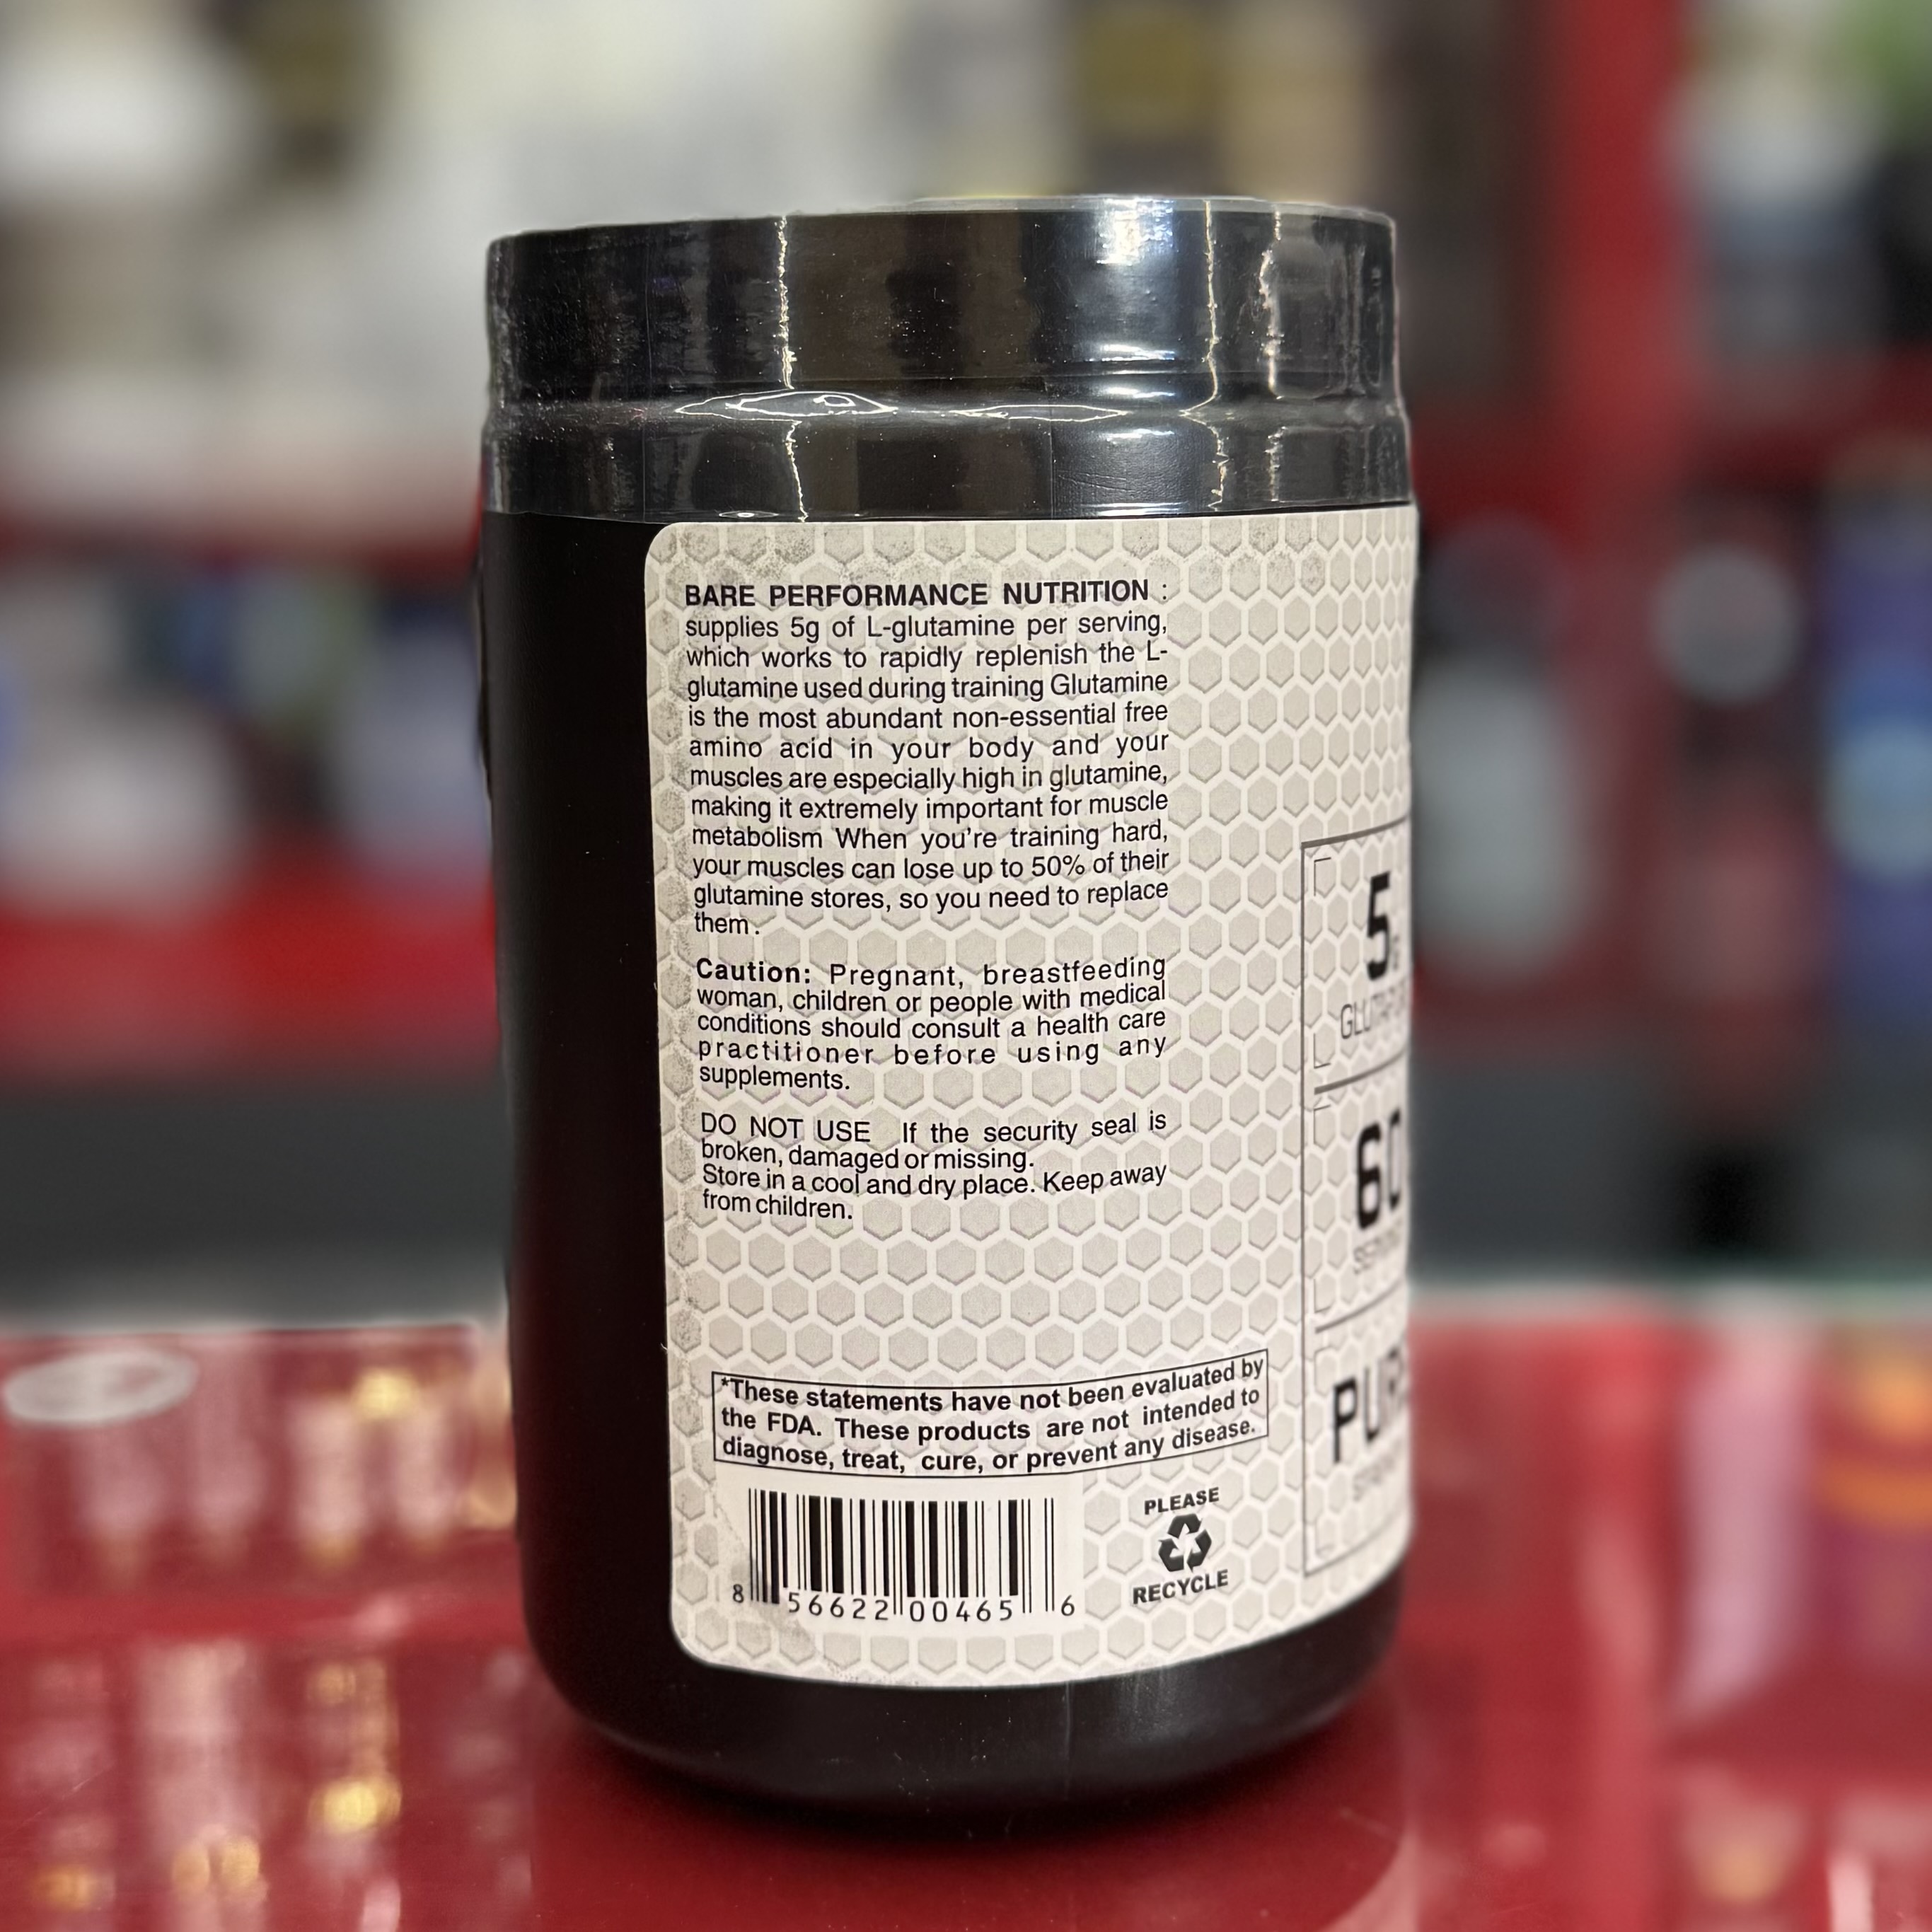 BARE PERFORMANCE NUTRITION :
supplies 5g of L-glutamine per serving,
which works to rapidly replenish the L-
glutamine used during training Glutamine
is the most abundant non-essential free
amino acid in your body and your
muscles are especially high in glutamine,
making it extremely important for muscle
metabolism When you're training hard,
your muscles can lose up to 50% of their
glutamine stores, so you need to replace
them.
Caution: Pregnant, breastfeeding
woman, children or people with medical
conditions should consult a health care
practitioner before using any
supplements.
DO NOT USE If the security seal is
broken, damaged or missing.
Store in a cool and dry place. Keep away
from children.
*These statements have not been evaluated by
the FDA. These products are not intended to
diagnose, treat, cure, or prevent any disease.
8 56622 00465 6
PLEASE
RECYCLE
5
60